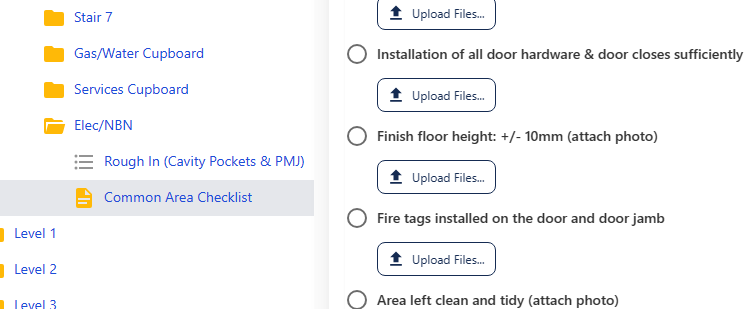 Stair 7
Gas/Water Cupboard
Services Cupboard
Elec/NBN
Rough In (Cavity Pockets & PMJ)
Common Area Checklist
Level 1
Level 2
Level 3
Upload Files...
Installation of all door hardware & door closes sufficiently
Upload Files...
Finish floor height: +/- 10mm (attach photo)
Upload Files...
Fire tags installed on the door and door jamb
Upload Files...
Area left clean and tidy (attach photo)